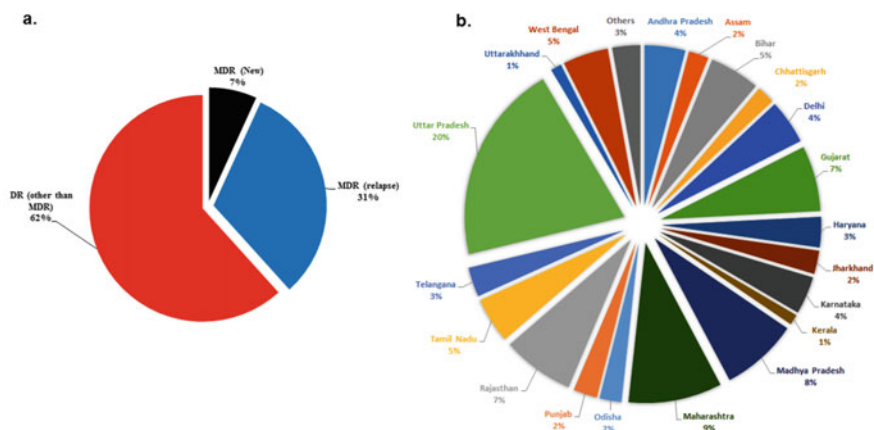 a.
MDR (New)
7%
MDR (relapse)
31%
DR (other than
MDR)
62%
b.
Others
3%
Andhra Pradesh
4%
Assam
2%
Bihar
5%
Chhattisgarh
2%
Delhi
4%
Gujarat
7%
Haryana
3%
Jharkhand
2%
Karnataka
4%
Kerala
1%
Madhya Pradesh
8%
Maharashtra
9%
Odisha
2%
Punjab
2%
Rajasthan
7%
Tamil Nadu
5%
Telangana
3%
Uttar Pradesh
20%
Uttarakhhand
1%
West Bengal
5%